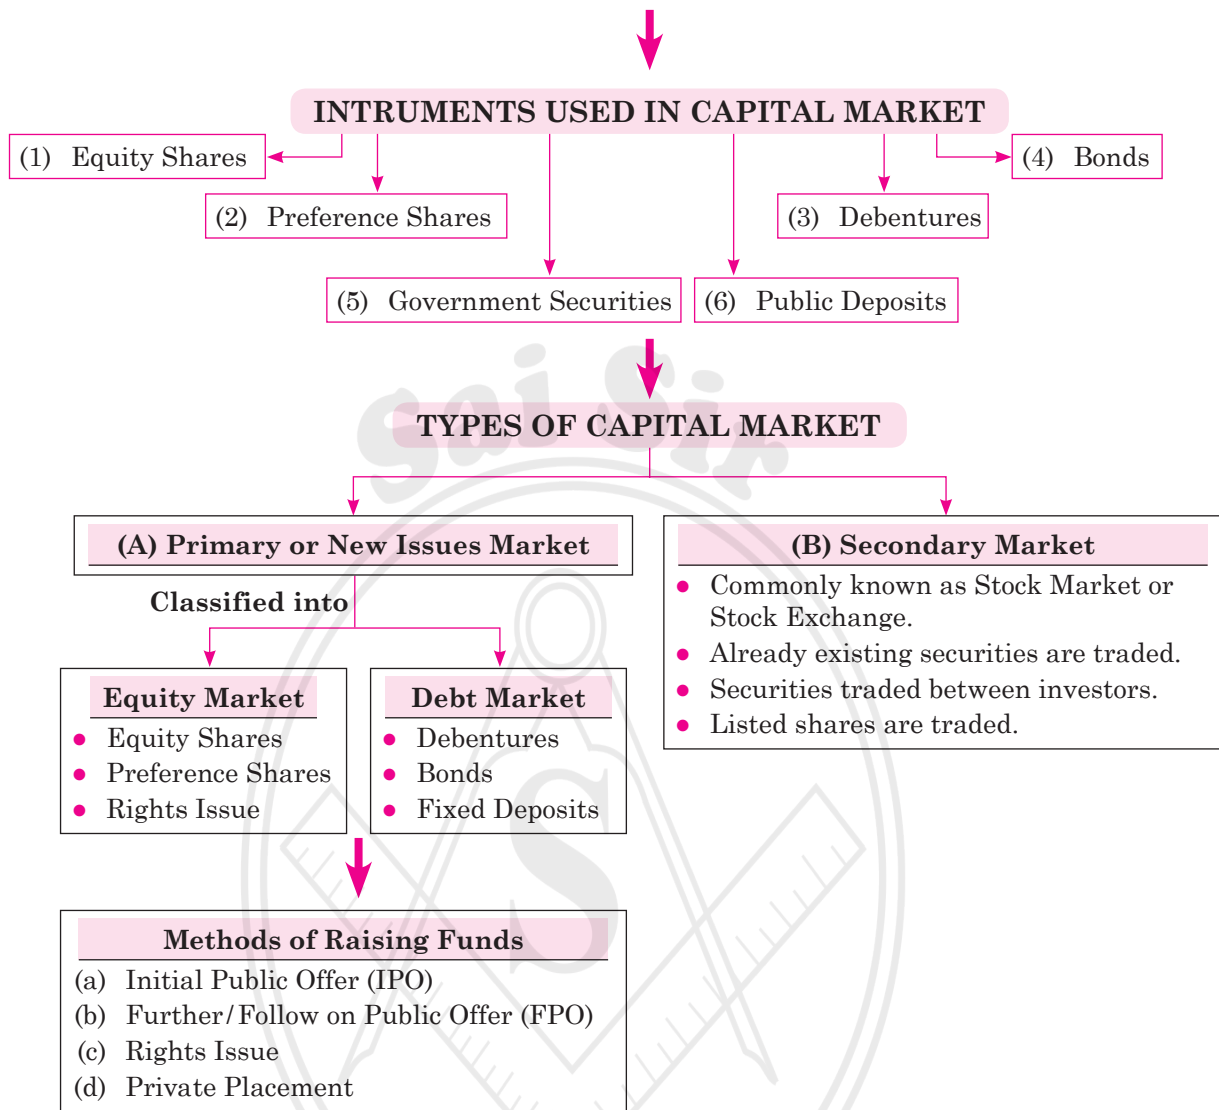 INTRUMENTS USED IN CAPITAL MARKET
(1) Equity Shares
(4) Bonds
(2) Preference Shares
(3) Debentures
(5) Government Securities
(6) Public Deposits
Sai Sir
TYPES OF CAPITAL MARKET
(A) Primary or New Issues Market
Classified into
Equity Market
• Equity Shares
• Preference Shares
• Rights Issue
Debt Market
• Debentures
• Bonds
• Fixed Deposits
(B) Secondary Market
• Commonly known as Stock Market or
Stock Exchange.
• Already existing securities are traded.
• Securities traded between investors.
• Listed shares are traded.
S
Methods of Raising Funds
(a) Initial Public Offer (IPO)
(b) Further/Follow on Public Offer (FPO)
(c) Rights Issue
(d) Private Placement